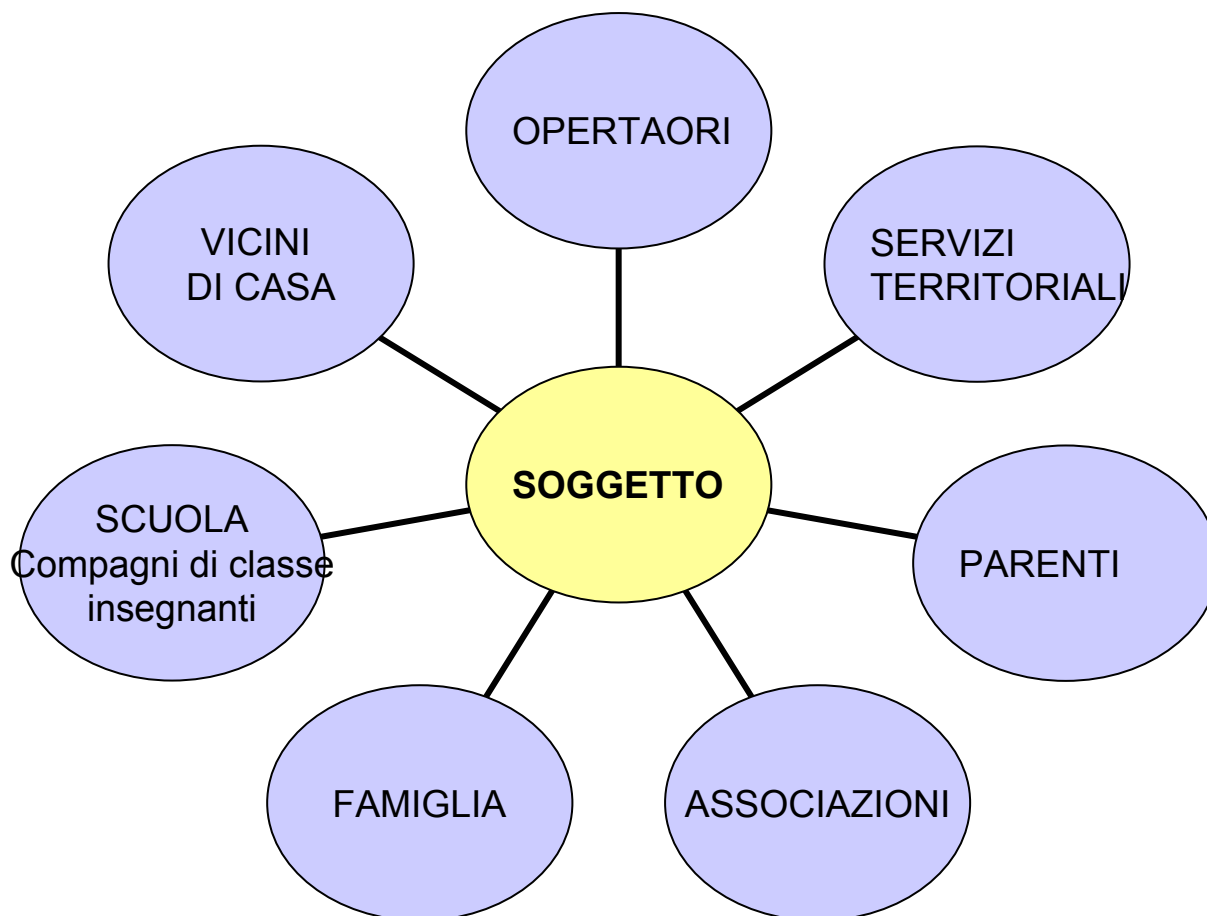 OPERTAORI
VICINI
DI CASA
SERVIZI
TERRITORIALI
SOGGETTO
SCUOLA
Compagni di classe
insegnanti
PARENTI
FAMIGLIA
ASSOCIAZIONI